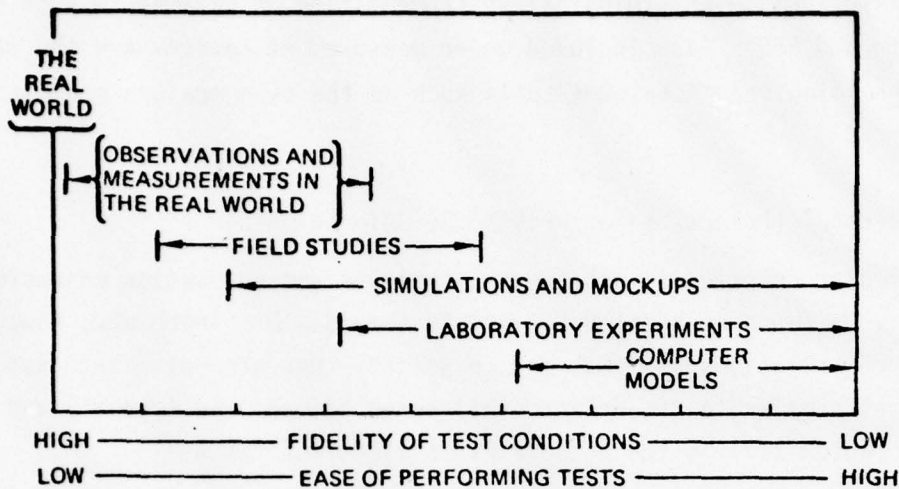 THE
REAL
WORLD
OBSERVATIONS AND
MEASUREMENTS IN
THE REAL WORLD
FIELD STUDIES
SIMULATIONS AND MOCKUPS
LABORATORY EXPERIMENTS
COMPUTER
MODELS
HIGH FIDELITY OF TEST CONDITIONS LOW
LOW EASE OF PERFORMING TESTS HIGH